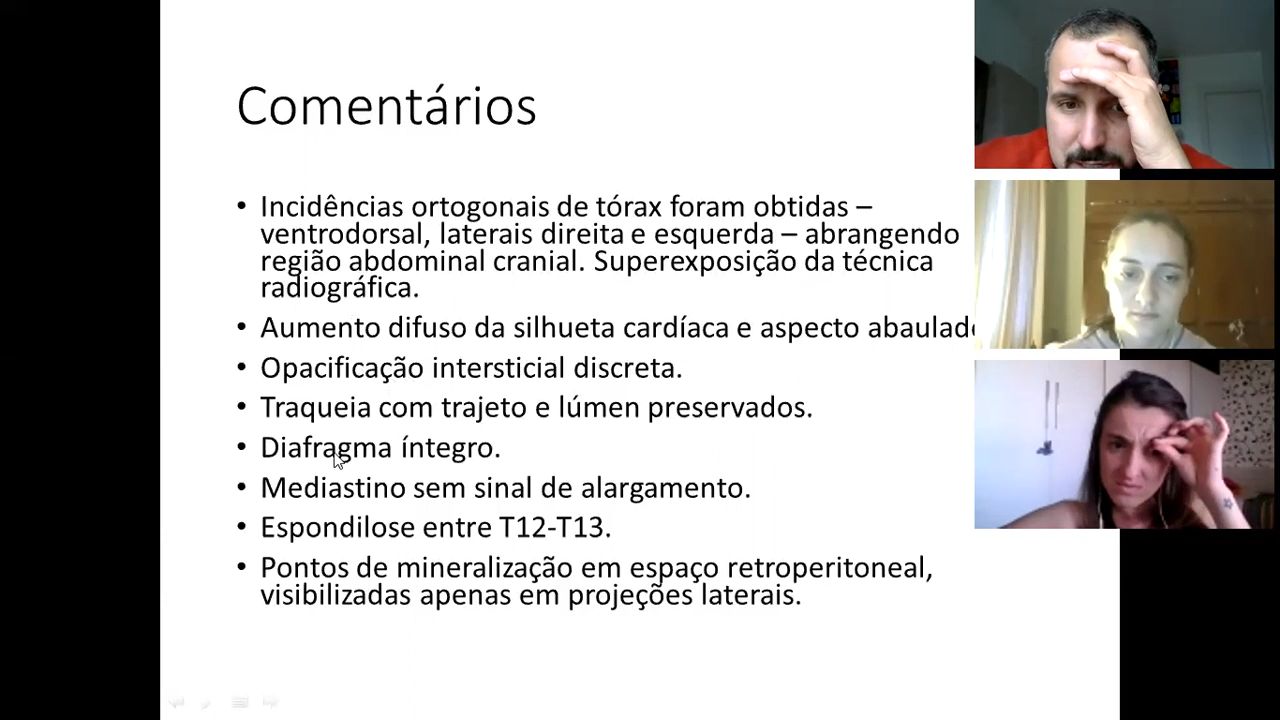 Comentários
• Incidências ortogonais de tórax foram obtidas –
ventrodorsal, laterais direita e esquerda – abrangendo
região abdominal cranial. Superexposição da técnica
radiográfica.
• Aumento difuso da silhueta cardíaca e aspecto
• Opacificação intersticial discreta.
• Traqueia com trajeto e lúmen preservados.
• Diafragma íntegro.
• Mediastino sem sinal de alargamento.
• Espondilose entre T12-T13.
• Pontos de mineralização em espaço retroperitoneal,
visibilizadas apenas em projeções laterais.